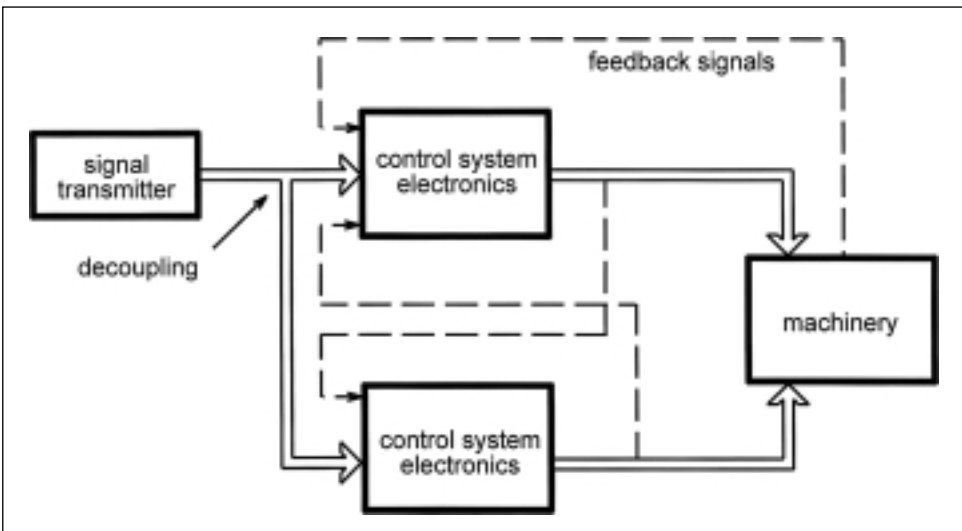 feedback signals
signal
transmitter
control system
electronics
decoupling
machinery
control system
electronics